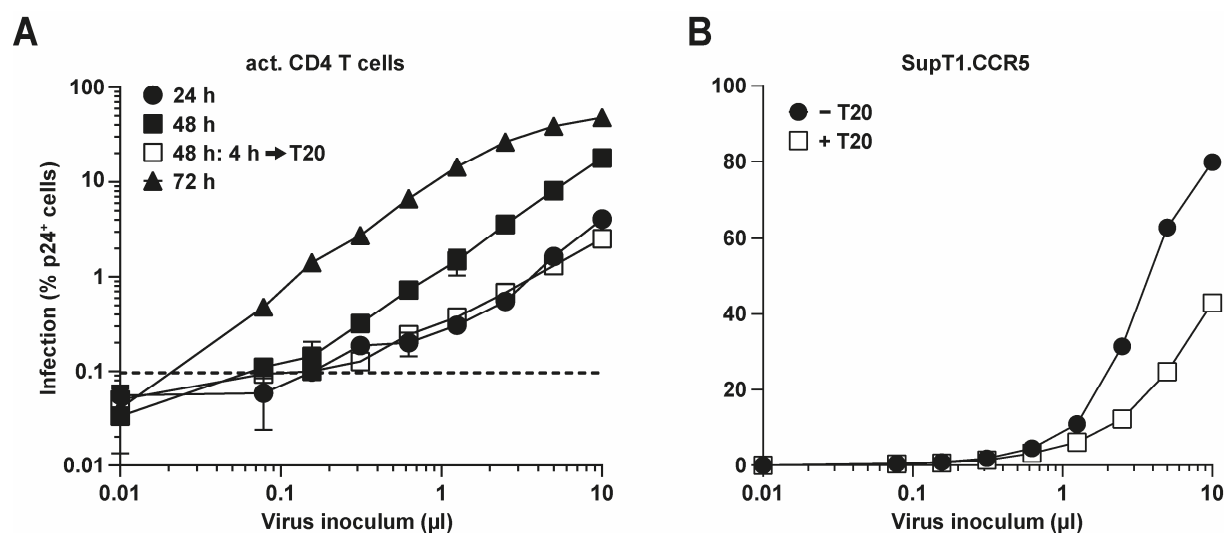 A
act. CD4 T cells
24 h
48 h
48 h: 4 h ➔ T20
72 h
Infection (% p24⁺ cells)
100
10
1
0.1
0.01
0.01 0.1 1 10
Virus inoculum (µl)
B
SupT1.CCR5
− T20
+ T20
100
80
60
40
20
0
0.01 0.1 1 10
Virus inoculum (µl)